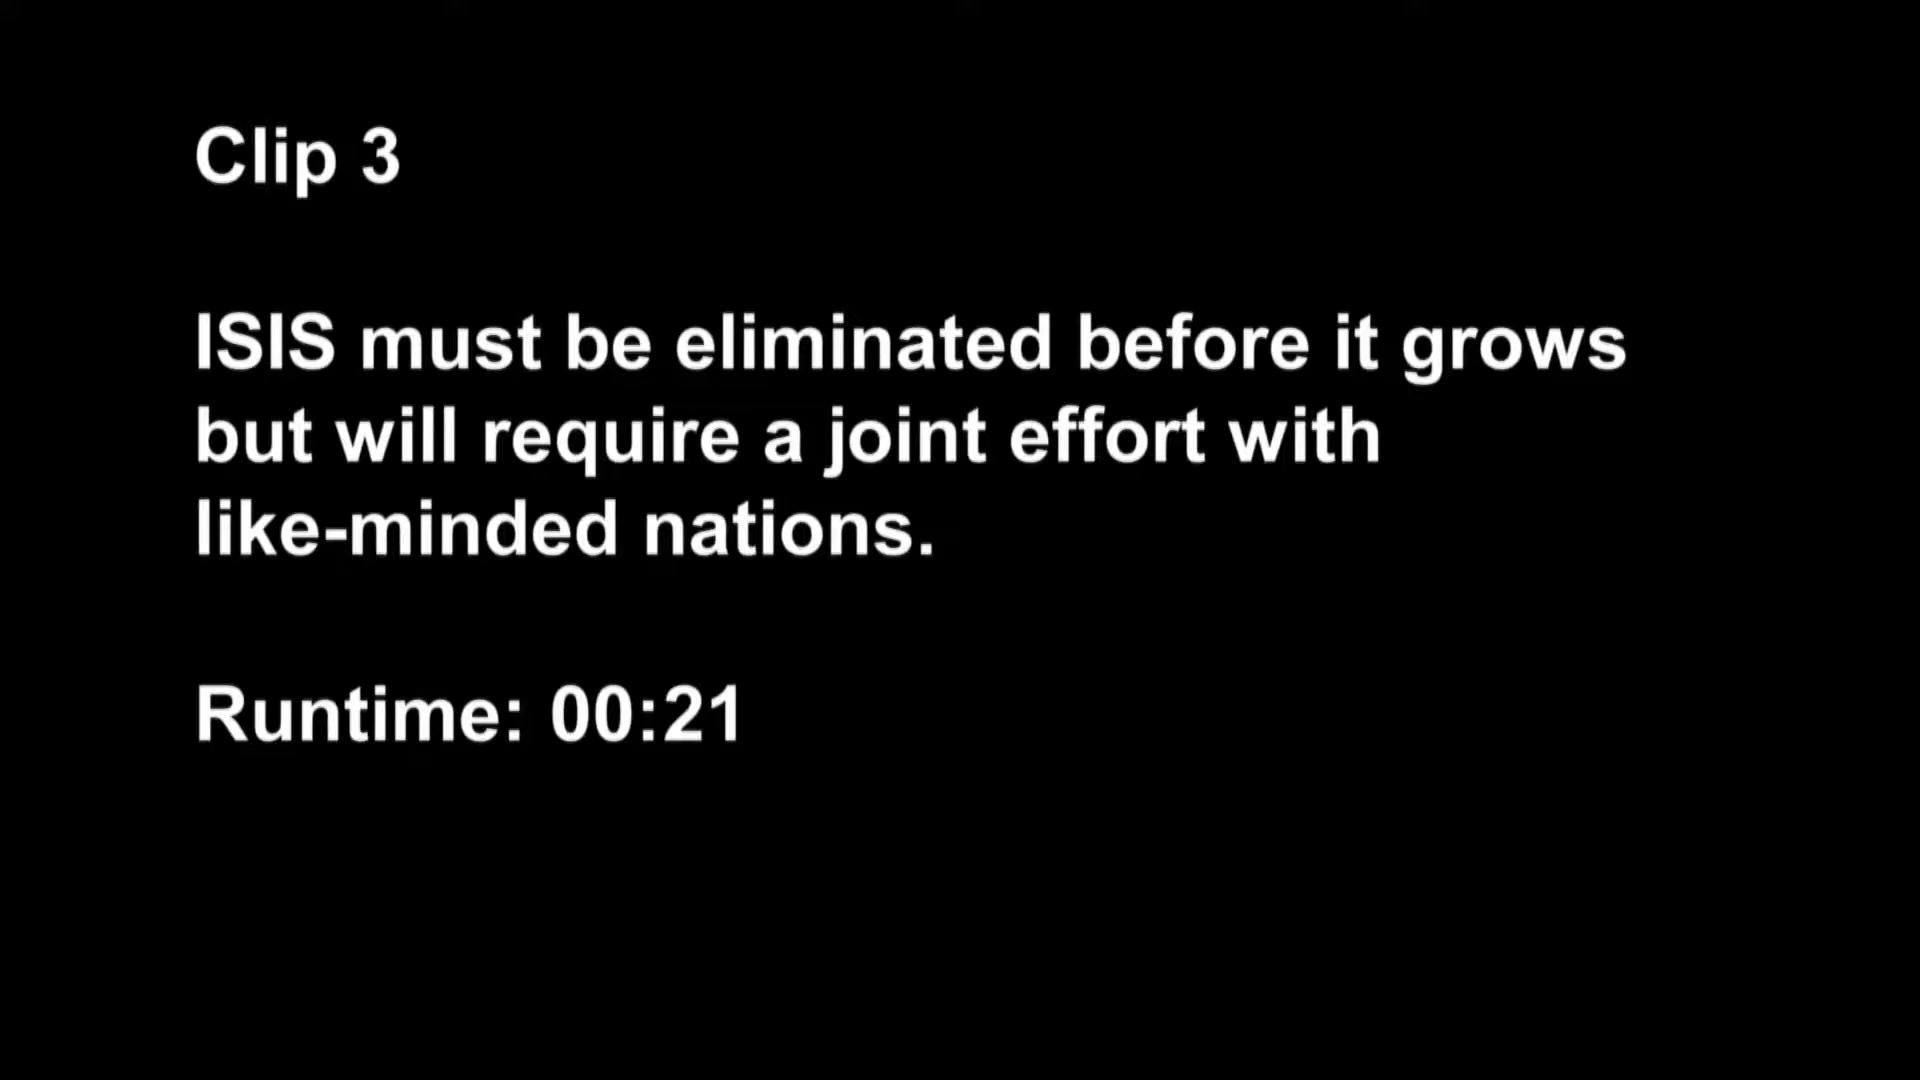 Clip 3
ISIS must be eliminated before it grows
but will require a joint effort with
like-minded nations.
Runtime: 00:21